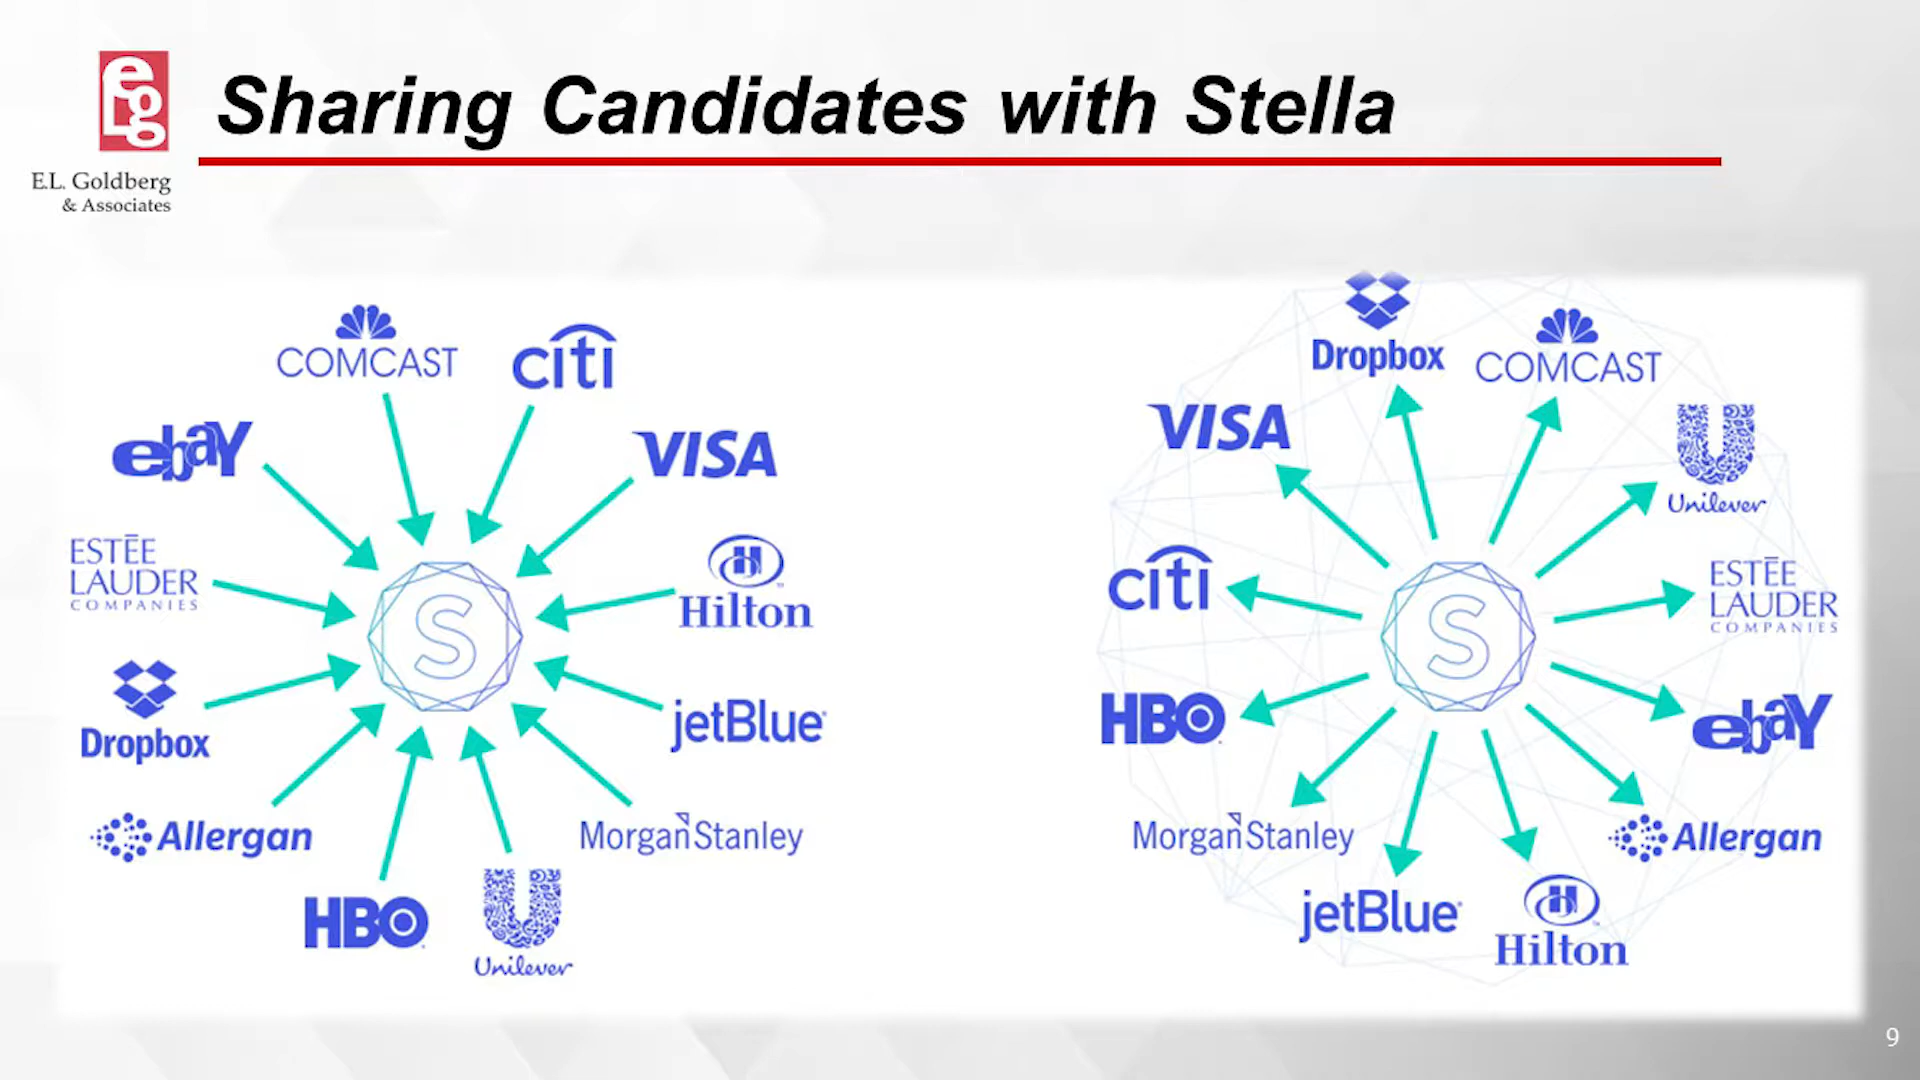 eLgg
Sharing Candidates with Stella
E.L. Goldberg
& Associates
COMCAST
citi
ebaY
VISA
ESTĒE
LAUDER
COMPANIES
Hilton
S
Dropbox
jetBlue
Allergan
MorganStanley
HBO
Unilever
Dropbox
COMCAST
VISA
Unilever
citi
ESTĒE
LAUDER
COMPANIES
S
HBO
ebaY
MorganStanley
Allergan
jetBlue
Hilton
9